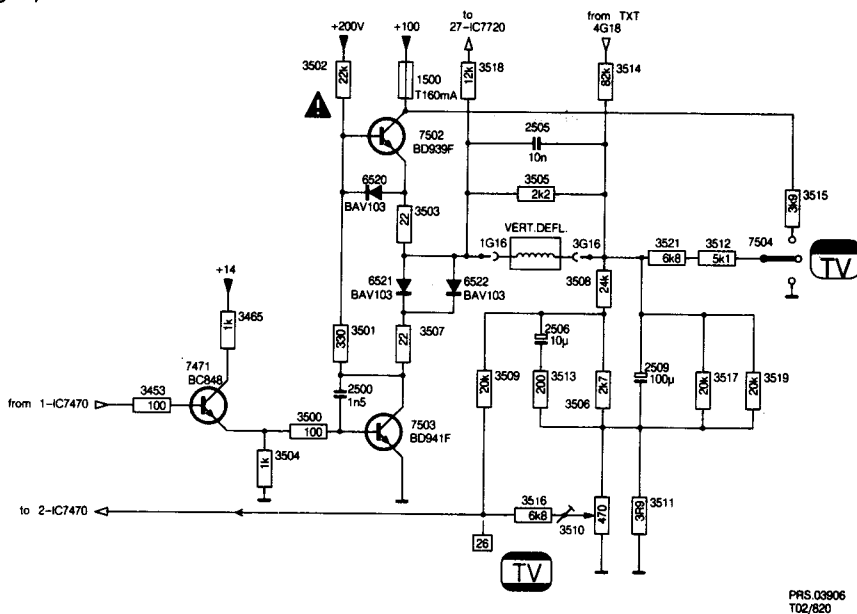 to
27-IC7720
from TXT
4G18
+200V
+100
3502
22k
1500
T160mA
12k
3518
82k
3514
7502
BD939F
2505
10n
6520
BAV103
3503
22
3505
2k2
3k9
3515
7504
TV
VERT.DEFL.
1G16
3G16
3521
6k8
3512
5k1
+14
6521
BAV103
6522
BAV103
3508
24k
1k
3465
330
3501
22
3507
2506
10µ
2509
100µ
7471
BC848
2500
1n5
20k
3509
200
3513
2k7
3506
20k
3517
20k
3519
from 1-IC7470
3453
100
3500
100
7503
BD941F
1k
3504
to 2-IC7470
3516
6k8
3510
470
3R9
3511
26
TV
PRS.03906
T02/820